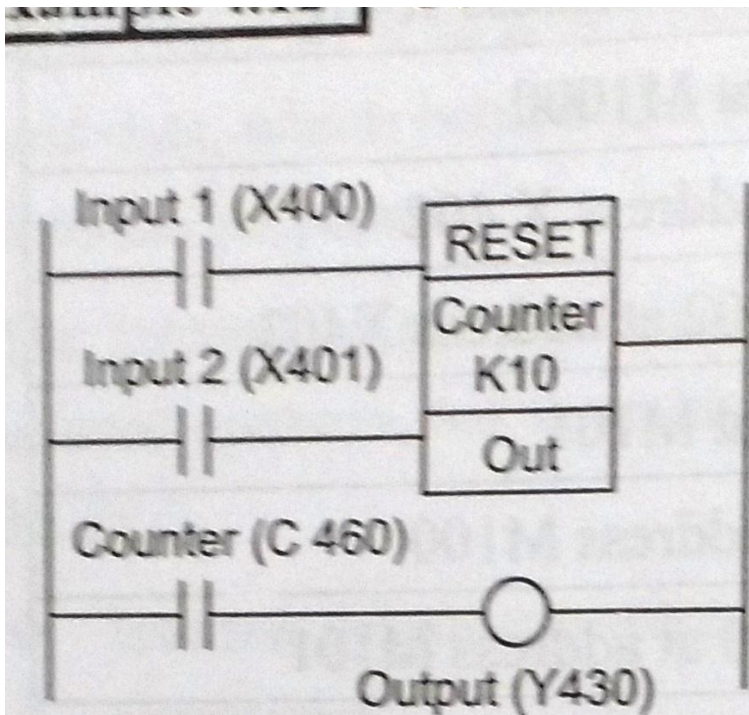 Input 1 (X400)
RESET
Counter
K10
Input 2 (X401)
Out
Counter (C 460)
Output (Y430)